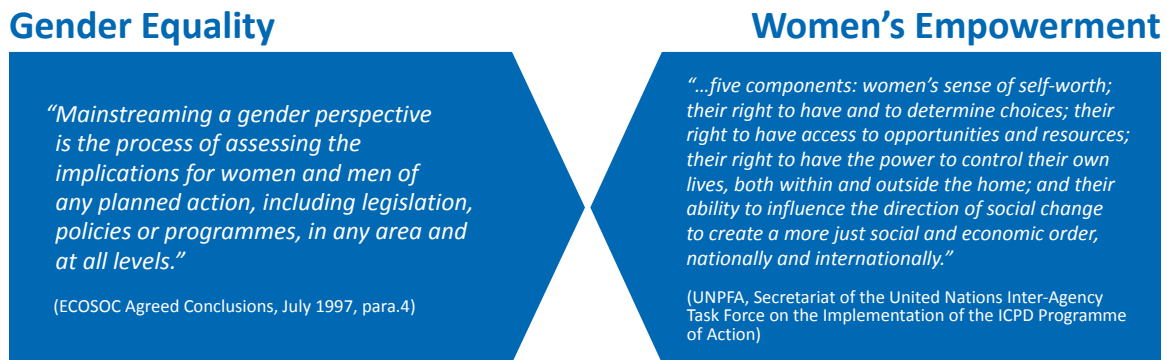 Gender Equality
“Mainstreaming a gender perspective
is the process of assessing the
implications for women and men of
any planned action, including legislation,
policies or programmes, in any area and
at all levels.”
(ECOSOC Agreed Conclusions, July 1997, para.4)
Women’s Empowerment
“…five components: women’s sense of self-worth;
their right to have and to determine choices; their
right to have access to opportunities and resources;
their right to have the power to control their own
lives, both within and outside the home; and their
ability to influence the direction of social change
to create a more just social and economic order,
nationally and internationally.”
(UNPFA, Secretariat of the United Nations Inter-Agency
Task Force on the Implementation of the ICPD Programme
of Action)